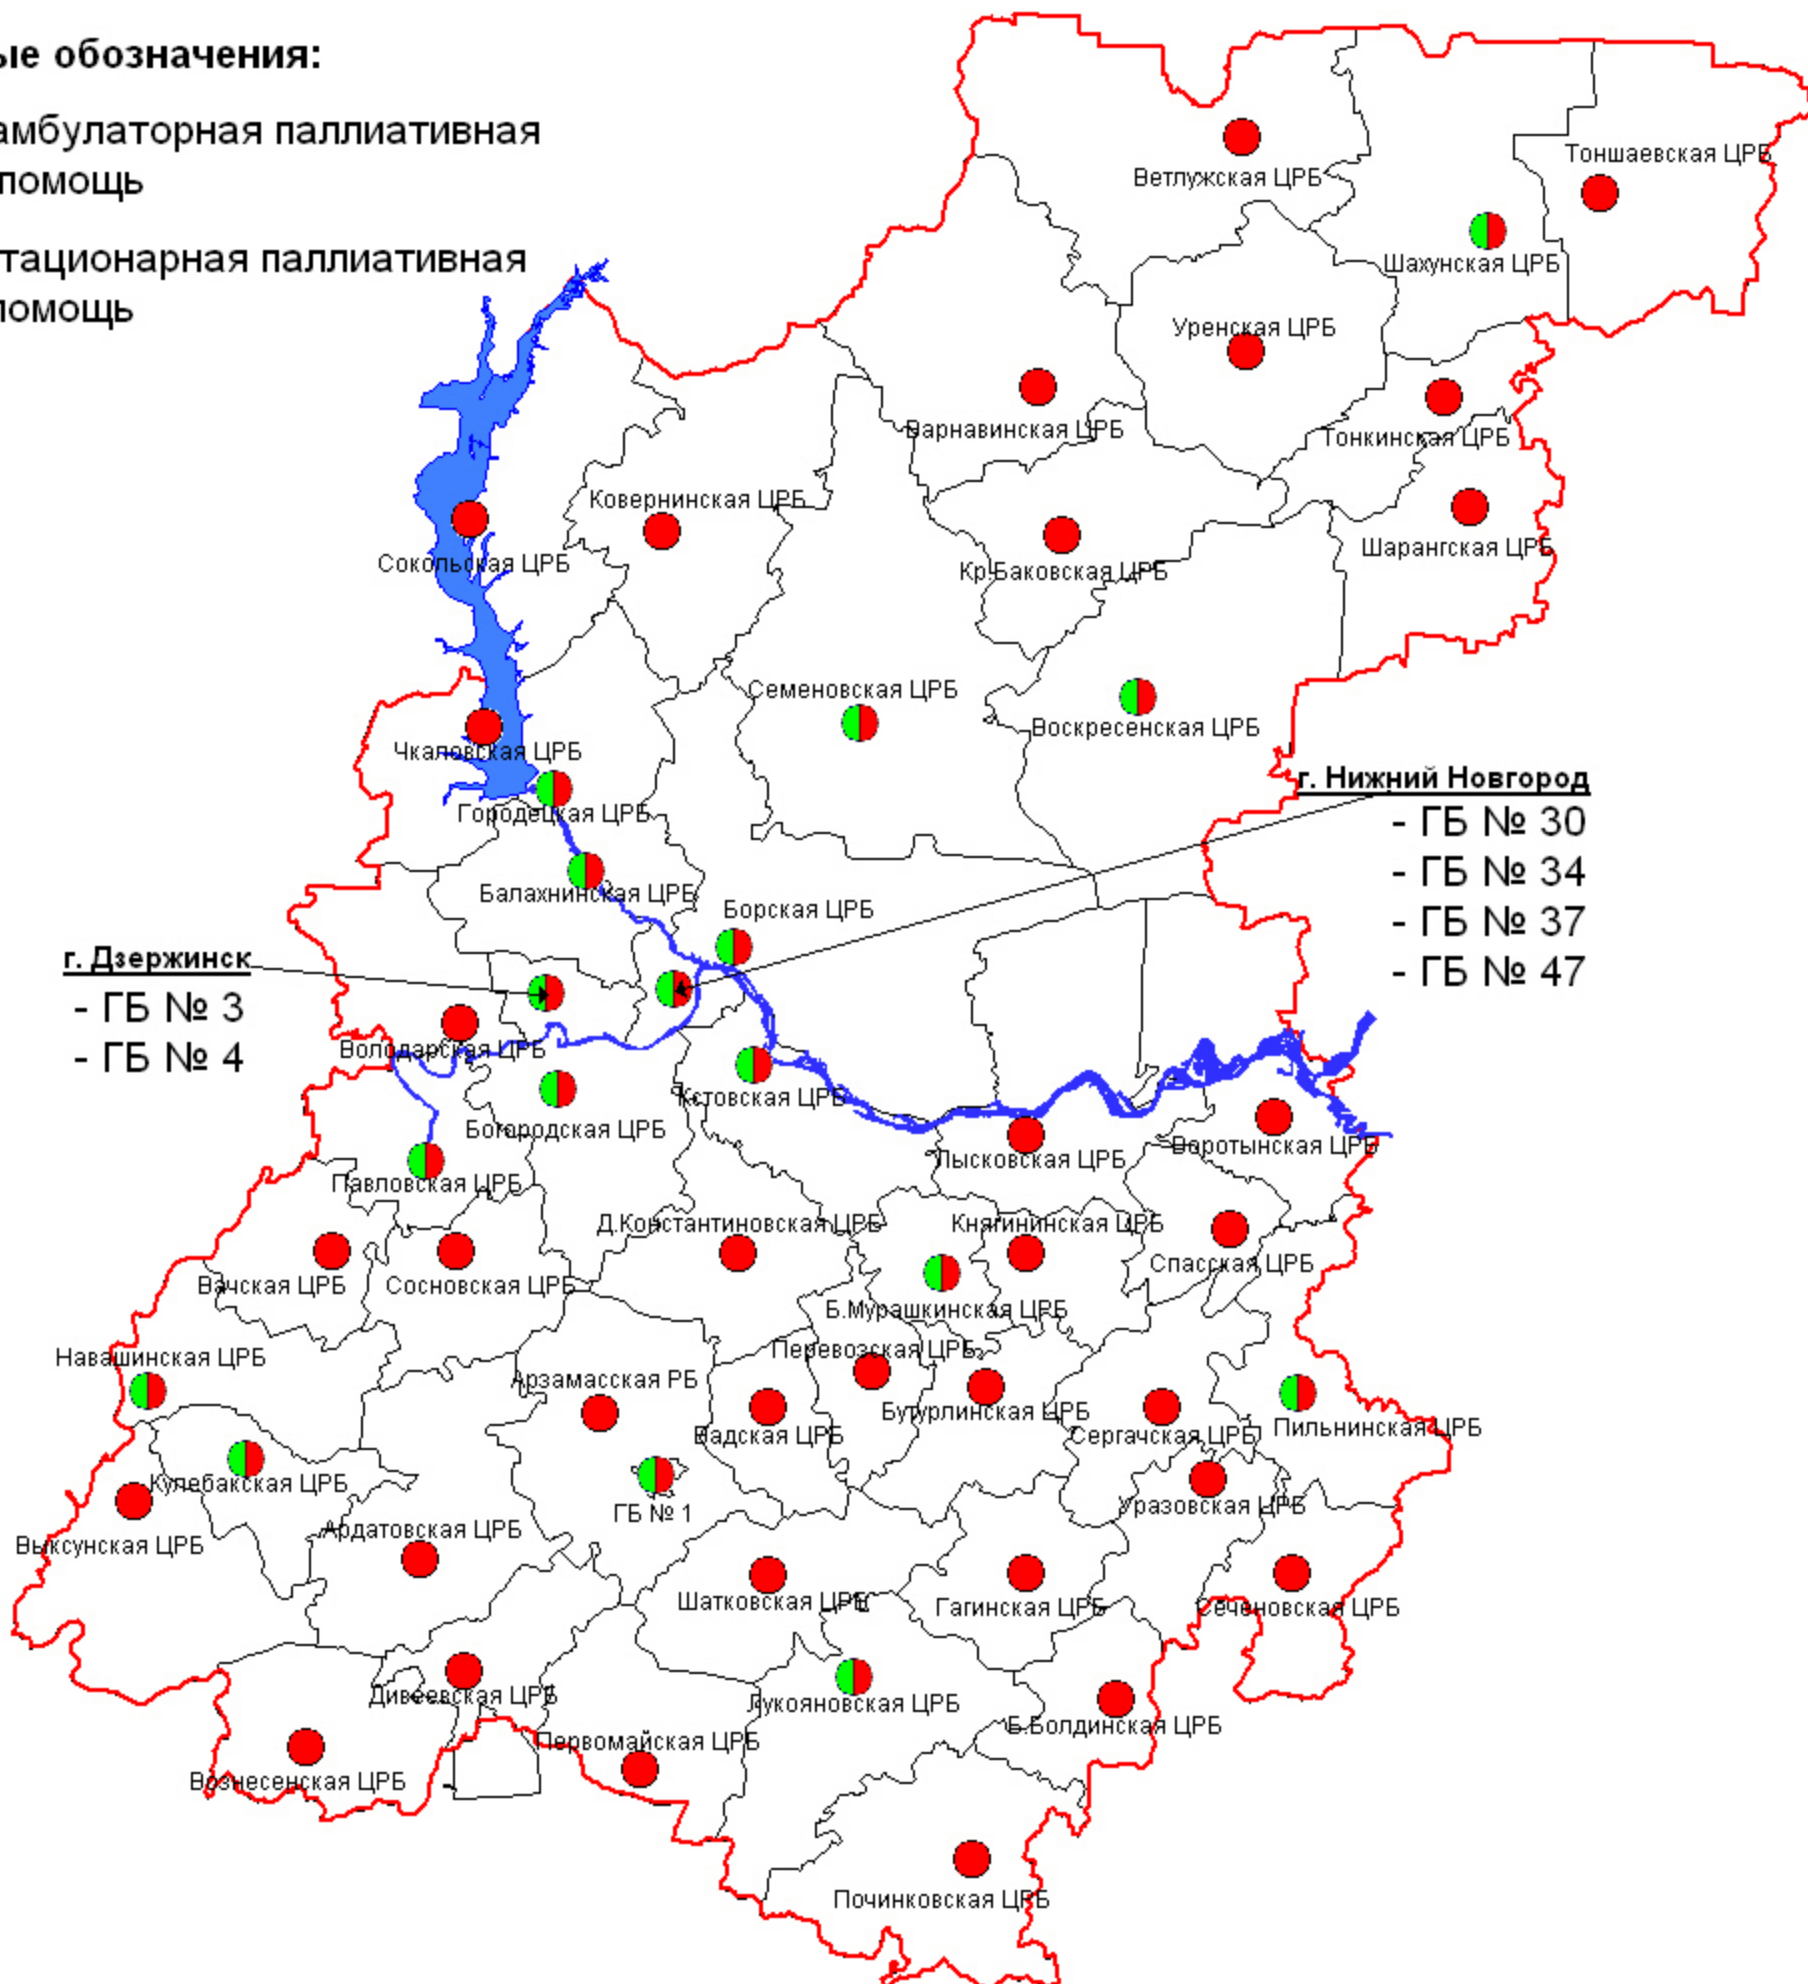 ые обозначения:
амбулаторная паллиативная
помощь
тационарная паллиативная
помощь
Ветлужская ЦРБ
Тоншаевская ЦРБ
Шахунская ЦРБ
Уренская ЦРБ
Варнавинская ЦРБ
Тонкинская ЦРБ
Ковернинская ЦРБ
Сокольская ЦРБ
Кр.Баковская ЦРБ
Шарангская ЦРБ
Семеновская ЦРБ
Воскресенская ЦРБ
Чкаловская ЦРБ
Городецкая ЦРБ
г. Нижний Новгород
- ГБ № 30
- ГБ № 34
- ГБ № 37
- ГБ № 47
Балахнинская ЦРБ
Борская ЦРБ
г. Дзержинск
- ГБ № 3
- ГБ № 4
Володарская ЦРБ
Кстовская ЦРБ
Богородская ЦРБ
Лысковская ЦРБ
Воротынская ЦРБ
Павловская ЦРБ
Д.Константиновская ЦРБ
Княгининская ЦРБ
Спасская ЦРБ
Вачская ЦРБ
Сосновская ЦРБ
Б.Мурашкинская ЦРБ
Навашинская ЦРБ
Перевозская ЦРБ
Арзамасская РБ
Бутурлинская ЦРБ
Вадская ЦРБ
Сергачская ЦРБ
Пильнинская ЦРБ
Кулебакская ЦРБ
ГБ № 1
Уразовская ЦРБ
Выксунская ЦРБ
Ардатовская ЦРБ
Шатковская ЦРБ
Гагинская ЦРБ
Сеченовская ЦРБ
Дивеевская ЦРБ
Лукояновская ЦРБ
Б.Болдинская ЦРБ
Первомайская ЦРБ
Вознесенская ЦРБ
Починковская ЦРБ